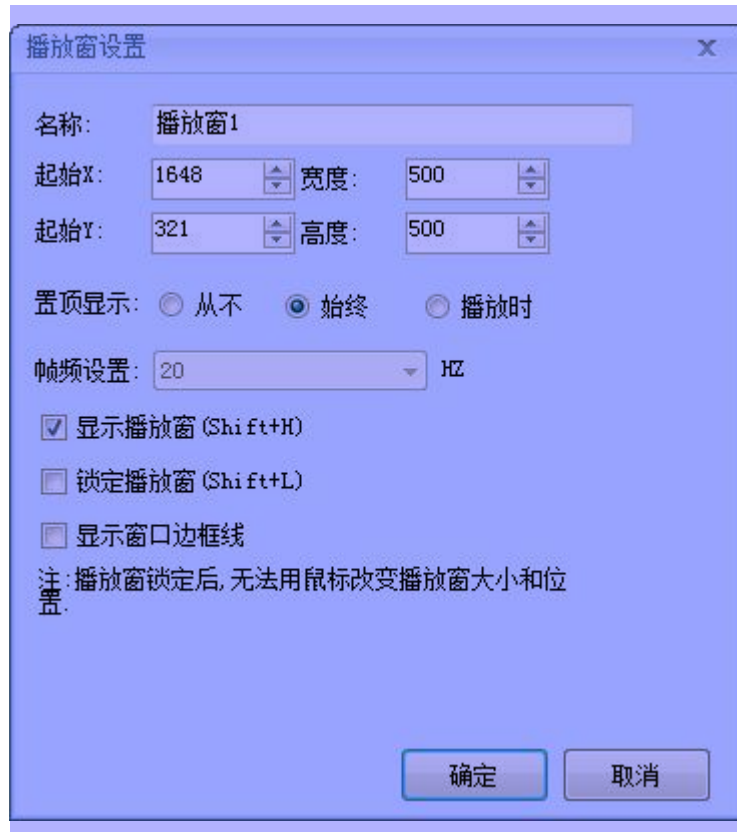 播放窗设置
名称: 播放窗1
起始X: 1648 宽度: 500
起始Y: 321 高度: 500
置顶显示: 从不 始终 播放时
帧频设置: 20 HZ
显示播放窗(Shift+H)
锁定播放窗(Shift+L)
显示窗口边框线
注:播放窗锁定后,无法用鼠标改变播放窗大小和位
置.
确定 取消